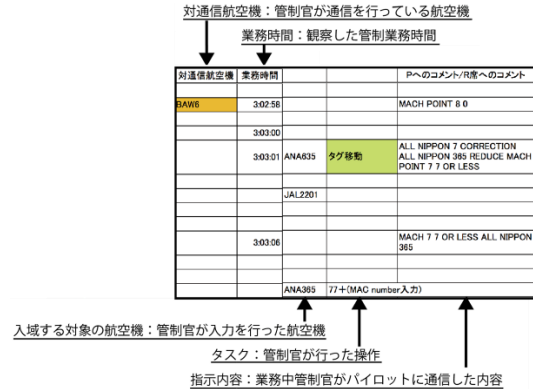 対通信航空機：管制官が通信を行っている航空機
業務時間：観察した管制業務時間
対通信航空機 業務時間 Pへのコメント/R席へのコメント
BAW6 3:02:58 MACH POINT 8 0
3:03:00
3:03:01 ANA635 タグ移動 ALL NIPPON 7 CORRECTION
ALL NIPPON 365 REDUCE MACH
POINT 7 7 OR LESS
JAL2201
3:03:06 MACH 7 7 OR LESS ALL NIPPON
365
ANA365 77+(MAC number入力)
入域する対象の航空機：管制官が入力を行った航空機
タスク：管制官が行った操作
指示内容：業務中管制官がパイロットに通信した内容